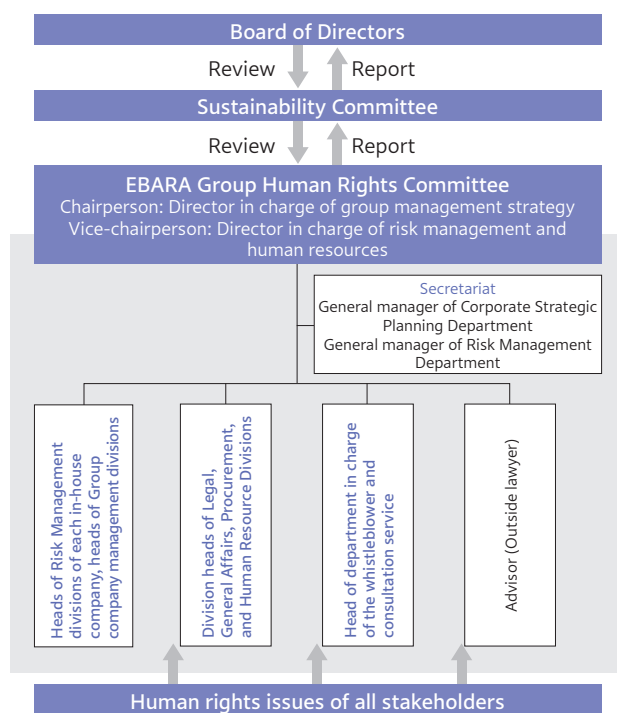 Board of Directors
Review
Report
Sustainability Committee
Review
Report
EBARA Group Human Rights Committee
Chairperson: Director in charge of group management strategy
Vice-chairperson: Director in charge of risk management and
human resources
Secretariat
General manager of Corporate Strategic
Planning Department
General manager of Risk Management
Department
Heads of Risk Management
divisions of each in-house
company, heads of Group
company management divisions
Division heads of Legal,
General Affairs, Procurement,
and Human Resource Divisions
Head of department in charge
of the whistleblower and
consultation service
Advisor (Outside lawyer)
Human rights issues of all stakeholders